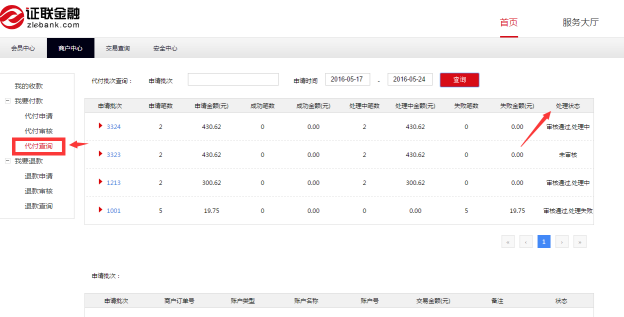 证联金融
zlebank.com
首页 服务大厅
会员中心 商户中心 交易查询 安全中心
我的收款
我要付款
代付申请
代付审核
代付查询
我要退款
退款申请
退款审核
退款查询
代付批次查询： 申请批次 申请时间 2016-05-17 - 2016-05-24 查询
申请批次 申请笔数 申请金额(元) 成功笔数 成功金额(元) 处理中笔数 处理中金额(元) 失败笔数 失败金额(元) 处理状态
3324 2 430.62 0 0.00 2 430.62 0 0.00 审核通过,处理中
3323 2 430.62 0 0.00 2 430.62 0 0.00 未审核
1213 2 300.62 0 0.00 2 300.62 0 0.00 审核通过,处理中
1001 5 19.75 0 0.00 0 0.00 5 19.75 审核通过,处理失败
« ‹ 1 › »
申请批次：
申请批次 商户订单号 账户类型 账户名称 账户号 交易金额(元) 备注 状态